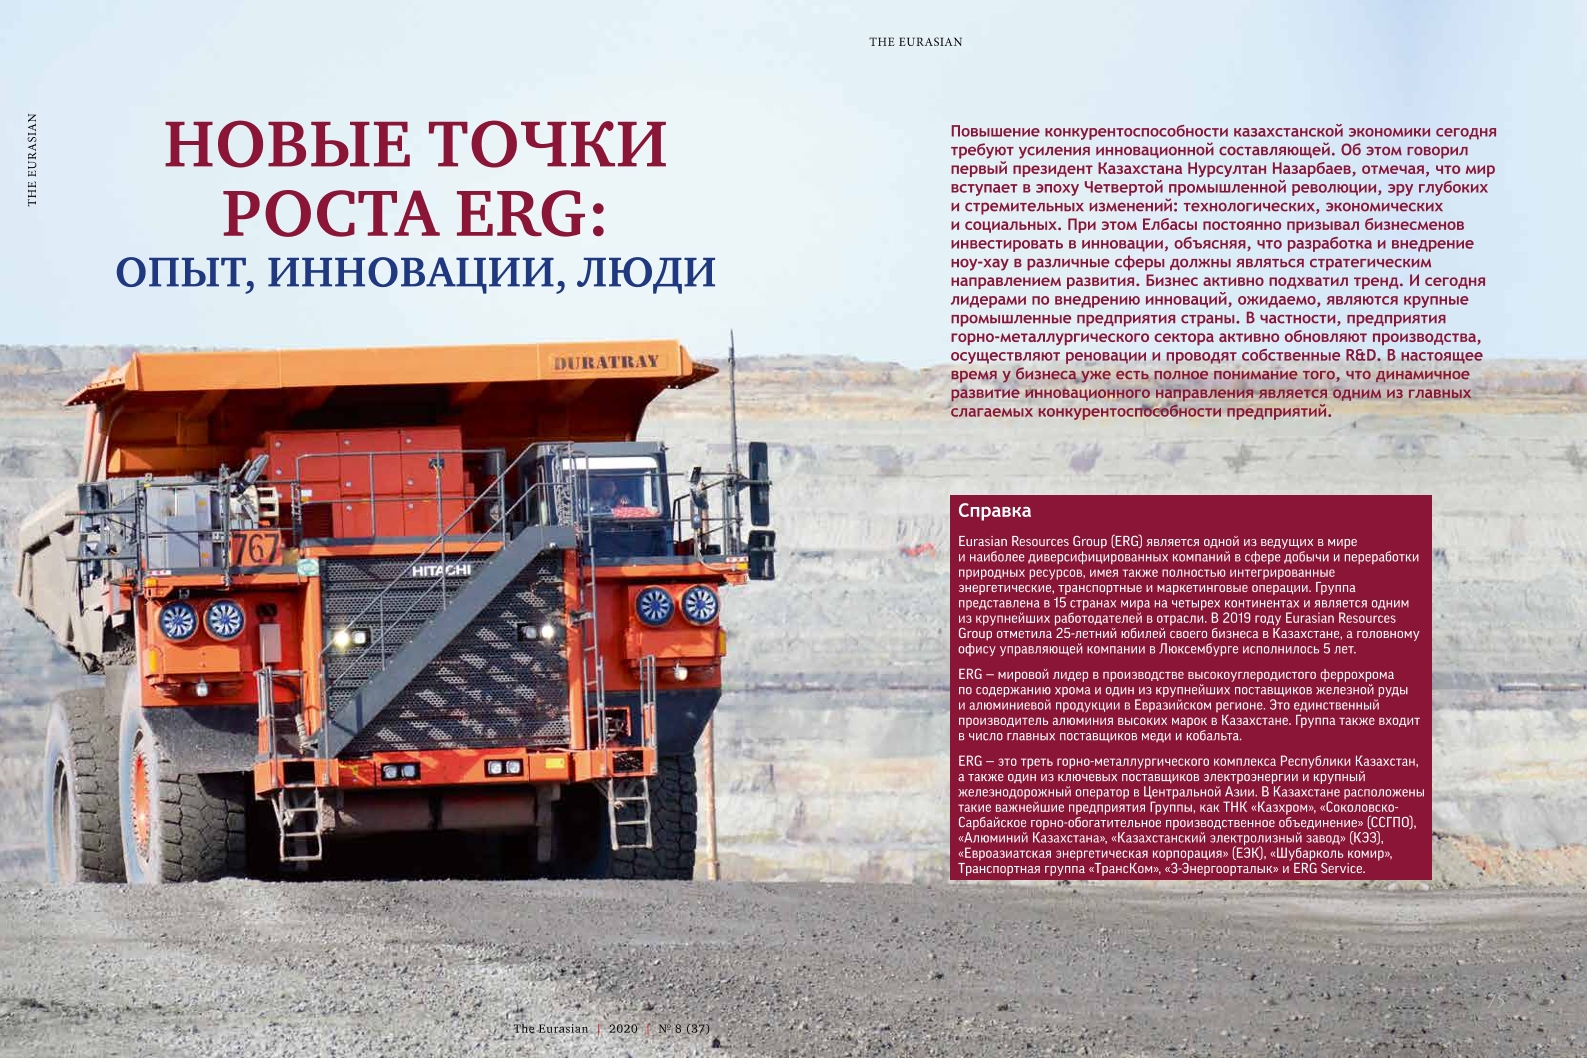 THE EURASIAN
THE EURASIAN
НОВЫЕ ТОЧКИ
РОСТА ERG:
ОПЫТ, ИННОВАЦИИ, ЛЮДИ
DURATRAY
767
HITACHI
Повышение конкурентоспособности казахстанской экономики сегодня
требуют усиления инновационной составляющей. Об этом говорил
первый президент Казахстана Нурсултан Назарбаев, отмечая, что мир
вступает в эпоху Четвертой промышленной революции, эру глубоких
и стремительных изменений: технологических, экономических
и социальных. При этом Елбасы постоянно призывал бизнесменов
инвестировать в инновации, объясняя, что разработка и внедрение
ноу-хау в различные сферы должны являться стратегическим
направлением развития. Бизнес активно подхватил тренд. И сегодня
лидерами по внедрению инноваций, ожидаемо, являются крупные
промышленные предприятия страны. В частности, предприятия
горно-металлургического сектора активно обновляют производства,
осуществляют реновации и проводят собственные R&D. В настоящее
время у бизнеса уже есть полное понимание того, что динамичное
развитие инновационного направления является одним из главных
слагаемых конкурентоспособности предприятий.
Справка
Eurasian Resources Group (ERG) является одной из ведущих в мире
и наиболее диверсифицированных компаний в сфере добычи и переработки
природных ресурсов, имея также полностью интегрированные
энергетические, транспортные и маркетинговые операции. Группа
представлена в 15 странах мира на четырех континентах и является одним
из крупнейших работодателей в отрасли. В 2019 году Eurasian Resources
Group отметила 25-летний юбилей своего бизнеса в Казахстане, а головному
офису управляющей компании в Люксембурге исполнилось 5 лет.
ERG – мировой лидер в производстве высокоуглеродистого феррохрома
по содержанию хрома и один из крупнейших поставщиков железной руды
и алюминиевой продукции в Евразийском регионе. Это единственный
производитель алюминия высоких марок в Казахстане. Группа также входит
в число главных поставщиков меди и кобальта.
ERG – это треть горно-металлургического комплекса Республики Казахстан,
а также один из ключевых поставщиков электроэнергии и крупный
железнодорожный оператор в Центральной Азии. В Казахстане расположены
такие важнейшие предприятия Группы, как ТНК «Казхром», «Соколовско-
Сарбайское горно-обогатительное производственное объединение» (ССГПО),
«Алюминий Казахстана», «Казахстанский электролизный завод» (КЭЗ),
«Евроазиатская энергетическая корпорация» (ЕЭК), «Шубарколь комир»,
Транспортная группа «ТрансКом», «3-Энергоорталык» и ERG Service.
The Eurasian | 2020 | № 8 (37)